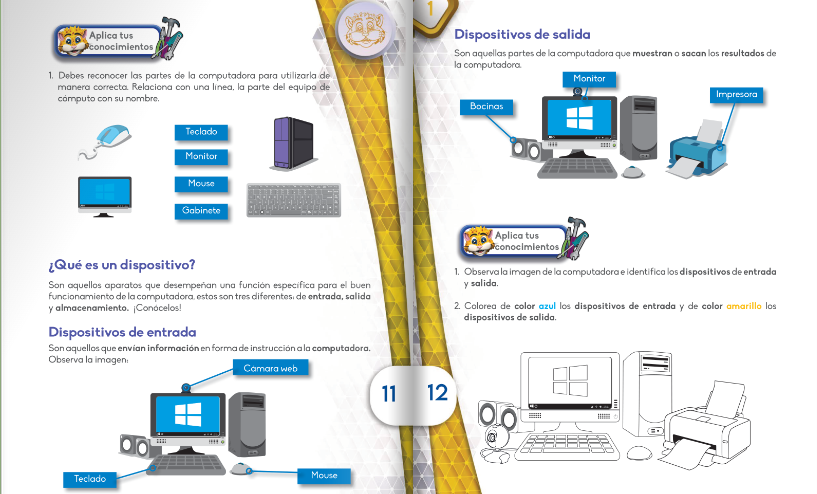 Aplica tus
conocimientos
1. Debes reconocer las partes de la computadora para utilizarla de
manera correcta. Relaciona con una linea, la parte del equipo de
cómputo con su nombre.
Teclado
Monitor
Mouse
Gabinete
¿Qué es un dispositivo?
Son aquellos aparatos que desempeñan una función específica para el buen
funcionamiento de la computadora, estos son tres diferentes: de entrada, salida
y almacenamiento. ¡Conócelos!
Dispositivos de entrada
Son aquellos que envían información en forma de instrucción a la computadora.
Observa la imagen:
Cámara web
Teclado
Mouse
11
1
Dispositivos de salida
Son aquellas partes de la computadora que muestran o sacan los resultados de
la computadora.
Monitor
Bocinas
Impresora
Aplica tus
conocimientos
1. Observa la imagen de la computadora e identifica los dispositivos de entrada
y salida.
2. Colorea de color azul los dispositivos de entrada y de color amarillo los
dispositivos de salida.
12